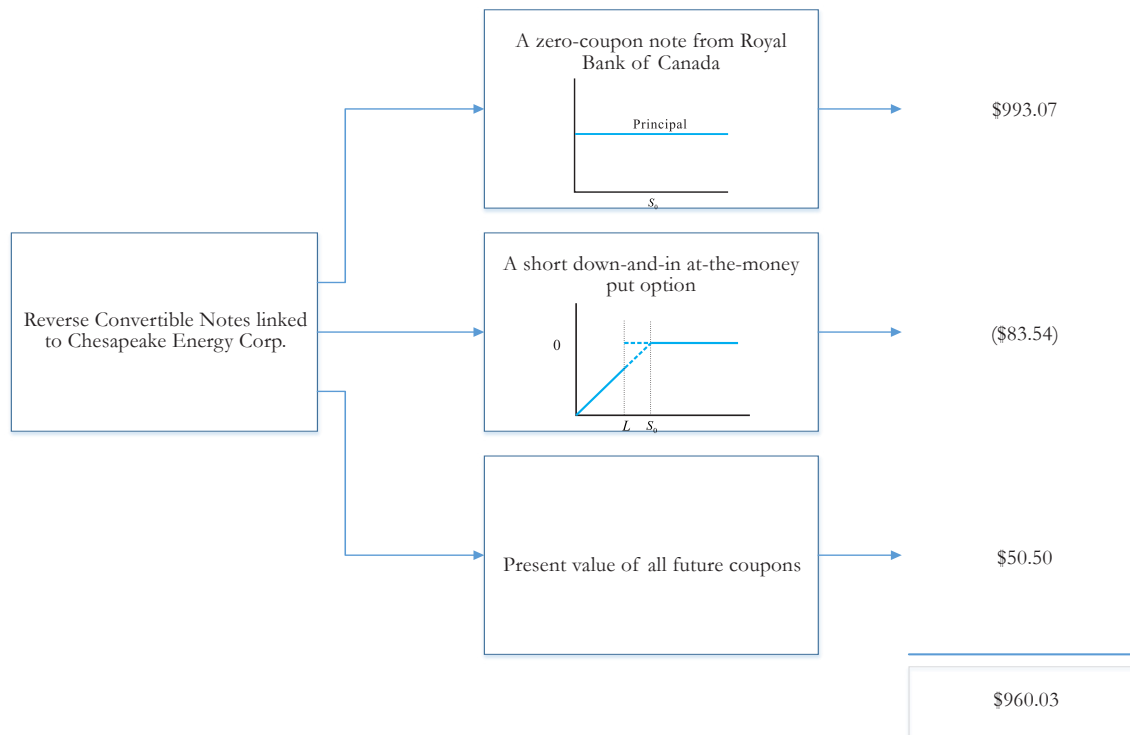 A zero-coupon note from Royal
Bank of Canada
Principal
S₀
$993.07
Reverse Convertible Notes linked
to Chesapeake Energy Corp.
A short down-and-in at-the-money
put option
0
L S₀
($83.54)
Present value of all future coupons
$50.50
$960.03